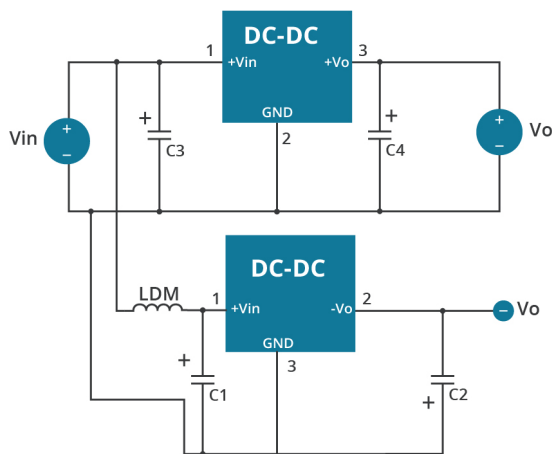 DC-DC
1
3
+Vin
+Vo
+
+
Vin
+
−
C3
C4
+
−
Vo
GND
2
LDM
1
DC-DC
2
+Vin
-Vo
−
Vo
GND
3
+
C1
+
C2